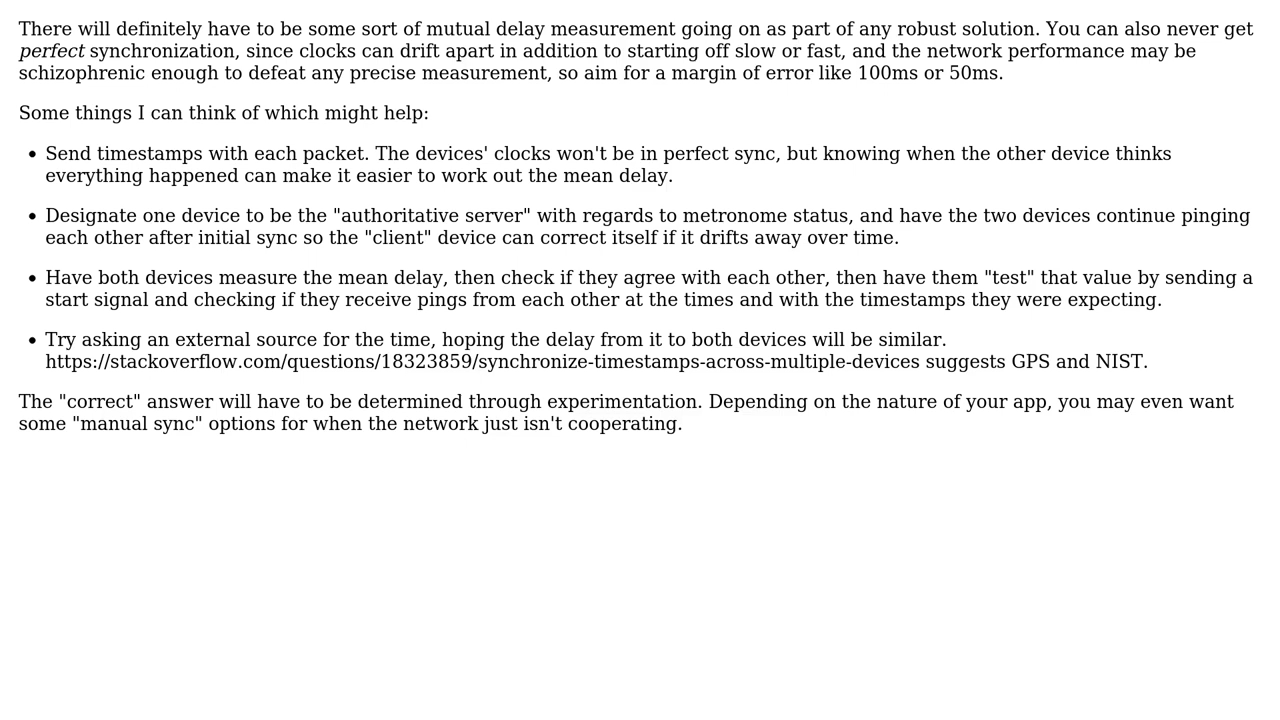 There will definitely have to be some sort of mutual delay measurement going on as part of any robust solution. You can also never get
perfect synchronization, since clocks can drift apart in addition to starting off slow or fast, and the network performance may be
schizophrenic enough to defeat any precise measurement, so aim for a margin of error like 100ms or 50ms.
Some things I can think of which might help:
• Send timestamps with each packet. The devices' clocks won't be in perfect sync, but knowing when the other device thinks
everything happened can make it easier to work out the mean delay.
• Designate one device to be the "authoritative server" with regards to metronome status, and have the two devices continue pinging
each other after initial sync so the "client" device can correct itself if it drifts away over time.
• Have both devices measure the mean delay, then check if they agree with each other, then have them "test" that value by sending a
start signal and checking if they receive pings from each other at the times and with the timestamps they were expecting.
• Try asking an external source for the time, hoping the delay from it to both devices will be similar.
https://stackoverflow.com/questions/18323859/synchronize-timestamps-across-multiple-devices suggests GPS and NIST.
The "correct" answer will have to be determined through experimentation. Depending on the nature of your app, you may even want
some "manual sync" options for when the network just isn't cooperating.